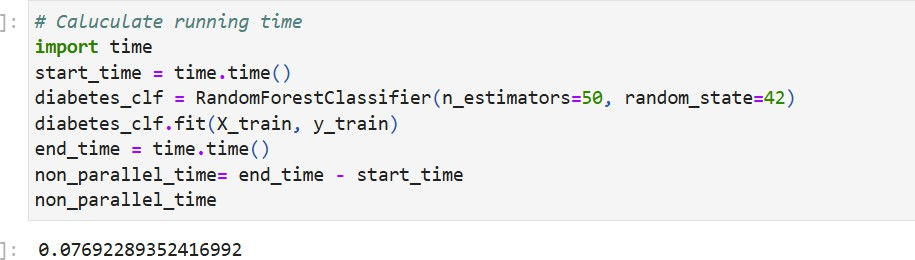 ]: # Caluculate running time
import time
start_time = time.time()
diabetes_clf = RandomForestClassifier(n_estimators=50, random_state=42)
diabetes_clf.fit(X_train, y_train)
end_time = time.time()
non_parallel_time= end_time - start_time
non_parallel_time
]: 0.07692289352416992